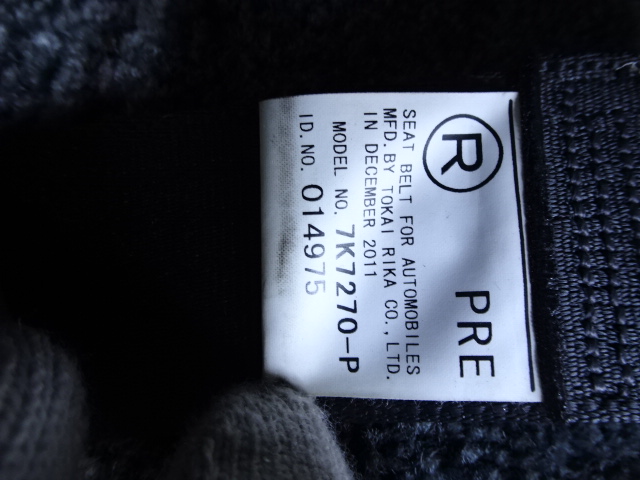 Ⓡ PRE
SEAT BELT FOR AUTOMOBILES
MFD. BY TOKAI RIKA CO., LTD.
IN DECEMBER 2011
MODEL NO. 7K7270-P
ID. NO. 014975